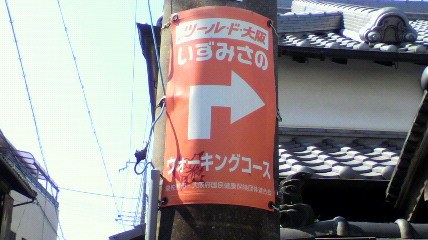 ツール・ド・大阪
いずみさの
ウォーキングコース